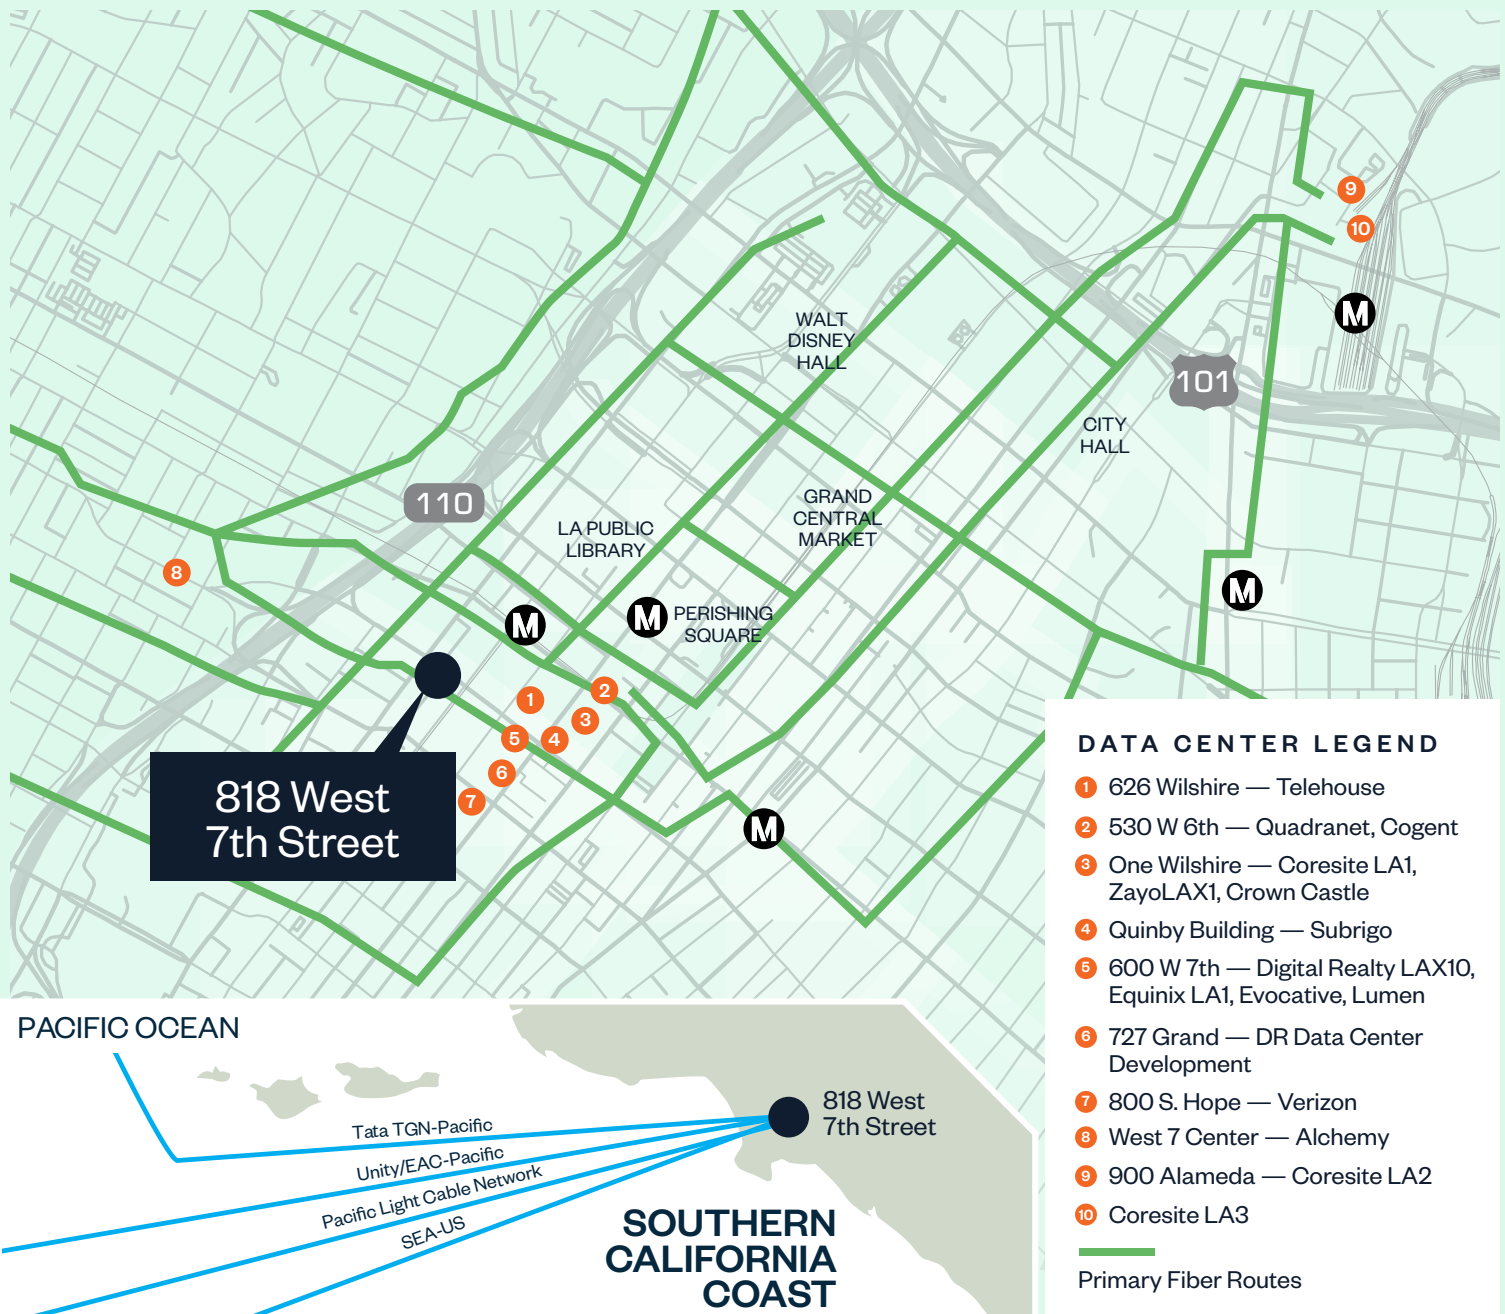 WALT
DISNEY
HALL
101
CITY
HALL
110
LA PUBLIC
LIBRARY
GRAND
CENTRAL
MARKET
PERISHING
SQUARE
M
M
M
M
M
1
2
3
4
5
6
7
8
9
10
818 West
7th Street
DATA CENTER LEGEND
1 626 Wilshire — Telehouse
2 530 W 6th — Quadranet, Cogent
3 One Wilshire — Coresite LA1,
ZayoLAX1, Crown Castle
4 Quinby Building — Subrigo
5 600 W 7th — Digital Realty LAX10,
Equinix LA1, Evocative, Lumen
6 727 Grand — DR Data Center
Development
7 800 S. Hope — Verizon
8 West 7 Center — Alchemy
9 900 Alameda — Coresite LA2
10 Coresite LA3
Primary Fiber Routes
PACIFIC OCEAN
818 West
7th Street
Tata TGN-Pacific
Unity/EAC-Pacific
Pacific Light Cable Network
SEA-US
SOUTHERN
CALIFORNIA
COAST